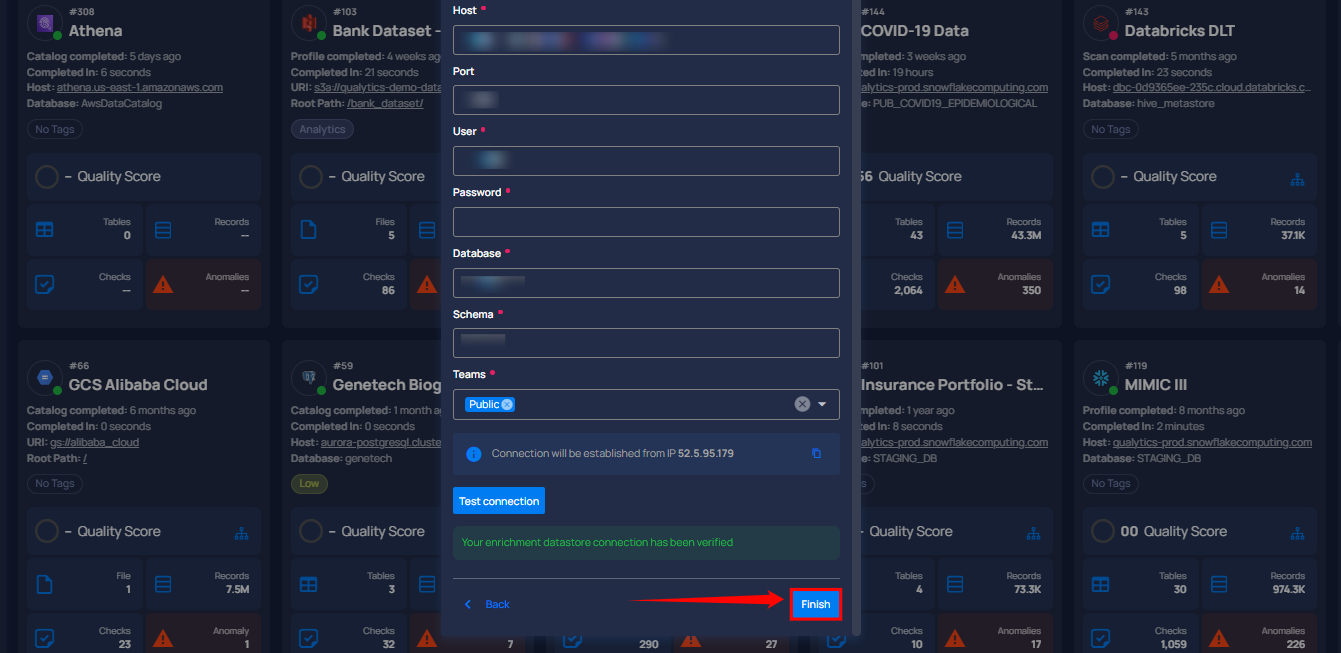 #308
Athena
Catalog completed: 5 days ago
Completed In: 6 seconds
Host: athena.us-east-1.amazonaws.com
Database: AwsDataCatalog
No Tags
– Quality Score
Tables
0
Records
--
Checks
--
Anomalies
--
#103
Bank Dataset -
Profile completed: 4 weeks ag
Completed In: 21 seconds
URI: s3a://qualytics-demo-data
Root Path: /bank_dataset/
Analytics
– Quality Score
Files
5
Checks
86
Host *
Port
User *
Password *
Database *
Schema *
Teams *
Public
Connection will be established from IP 52.5.95.179
Test connection
Your enrichment datastore connection has been verified
Back
Finish
#144
COVID-19 Data
mpleted: 3 weeks ago
ed In: 19 hours
alytics-prod.snowflakecomputing.com
e: PUB_COVID19_EPIDEMIOLOGICAL
56 Quality Score
Tables
43
Records
43.3M
Checks
2,064
Anomalies
350
#143
Databricks DLT
Scan completed: 5 months ago
Completed In: 23 seconds
Host: dbc-0d9365ee-235c.cloud.databricks.c...
Database: hive_metastore
No Tags
– Quality Score
Tables
5
Records
37.1K
Checks
98
Anomalies
14
#66
GCS Alibaba Cloud
Catalog completed: 6 months ago
Completed In: 0 seconds
URI: gs://alibaba_cloud
Root Path: /
No Tags
– Quality Score
File
1
Records
7.5M
Checks
23
Anomaly
1
#59
Genetech Biog
Catalog completed: 1 month a
Completed In: 0 seconds
Host: aurora-postgresql.cluste
Database: genetech
Low
– Quality Score
Tables
3
Checks
32
7
290
27
#101
Insurance Portfolio - St...
mpleted: 1 year ago
ed In: 8 seconds
alytics-prod.snowflakecomputing.com
e: STAGING_DB
s
– Quality Score
Tables
4
Records
73.3K
Checks
10
Anomalies
17
#119
MIMIC III
Profile completed: 8 months ago
Completed In: 2 minutes
Host: qualytics-prod.snowflakecomputing.com
Database: STAGING_DB
No Tags
00 Quality Score
Tables
30
Records
974.3K
Checks
1,059
Anomalies
226